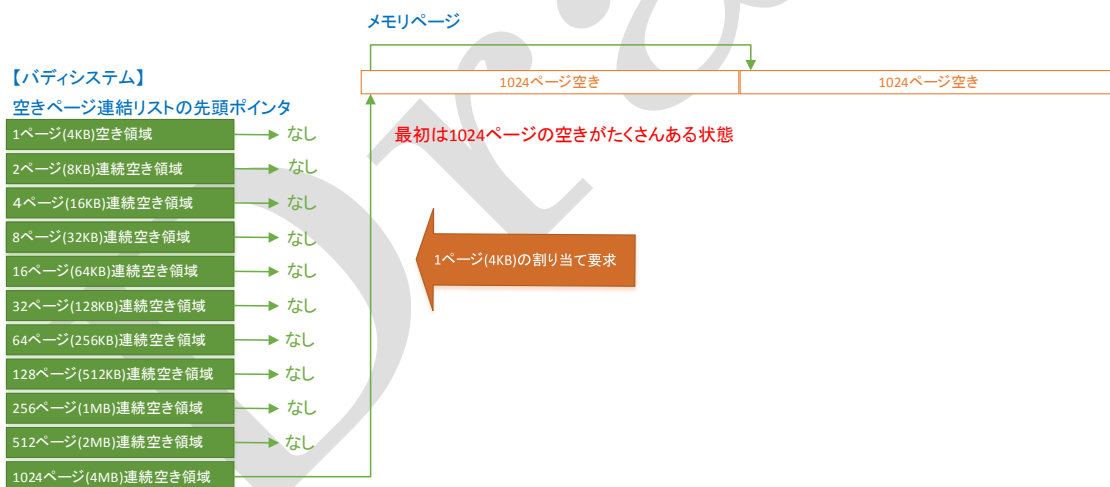 メモリページ
【バディシステム】
空きページ連結リストの先頭ポインタ
1024ページ空き
1024ページ空き
最初は1024ページの空きがたくさんある状態
1ページ(4KB)空き領域
なし
2ページ(8KB)連続空き領域
なし
4ページ(16KB)連続空き領域
なし
8ページ(32KB)連続空き領域
なし
1ページ(4KB)の割り当て要求
16ページ(64KB)連続空き領域
なし
32ページ(128KB)連続空き領域
なし
64ページ(256KB)連続空き領域
なし
128ページ(512KB)連続空き領域
なし
256ページ(1MB)連続空き領域
なし
512ページ(2MB)連続空き領域
なし
1024ページ(4MB)連続空き領域